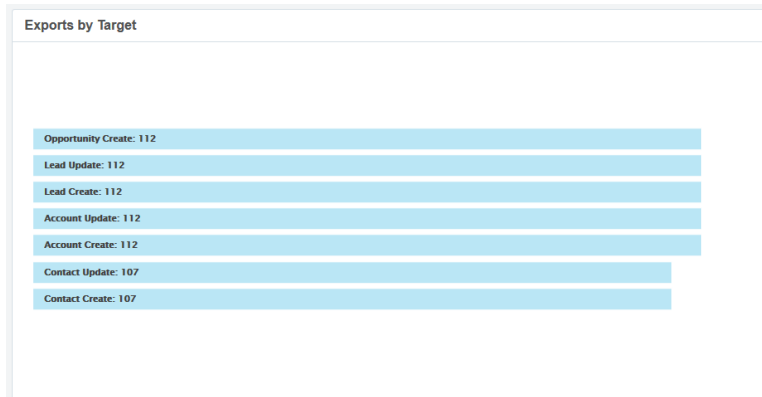 Exports by Target
Opportunity Create: 112
Lead Update: 112
Lead Create: 112
Account Update: 112
Account Create: 112
Contact Update: 107
Contact Create: 107